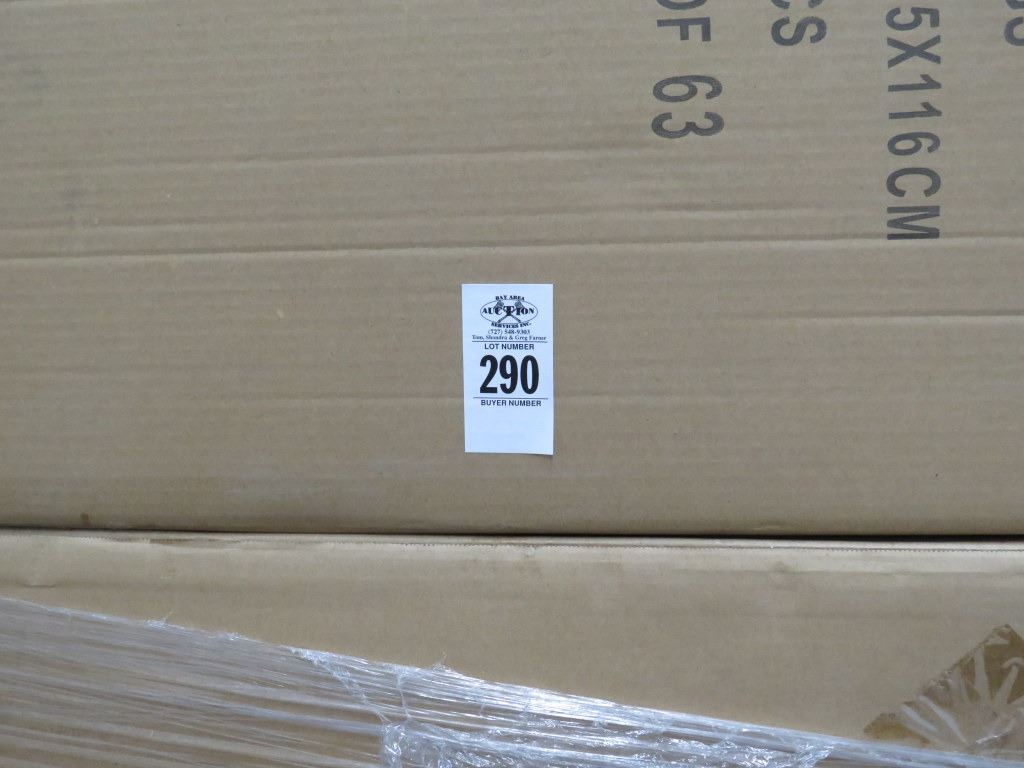 OF 63
CS
5X116CM
BAY AREA
AUCTION
SERVICES INC.
(727) 548-9303
Tom, Shondra & Greg Farner
LOT NUMBER
290
BUYER NUMBER